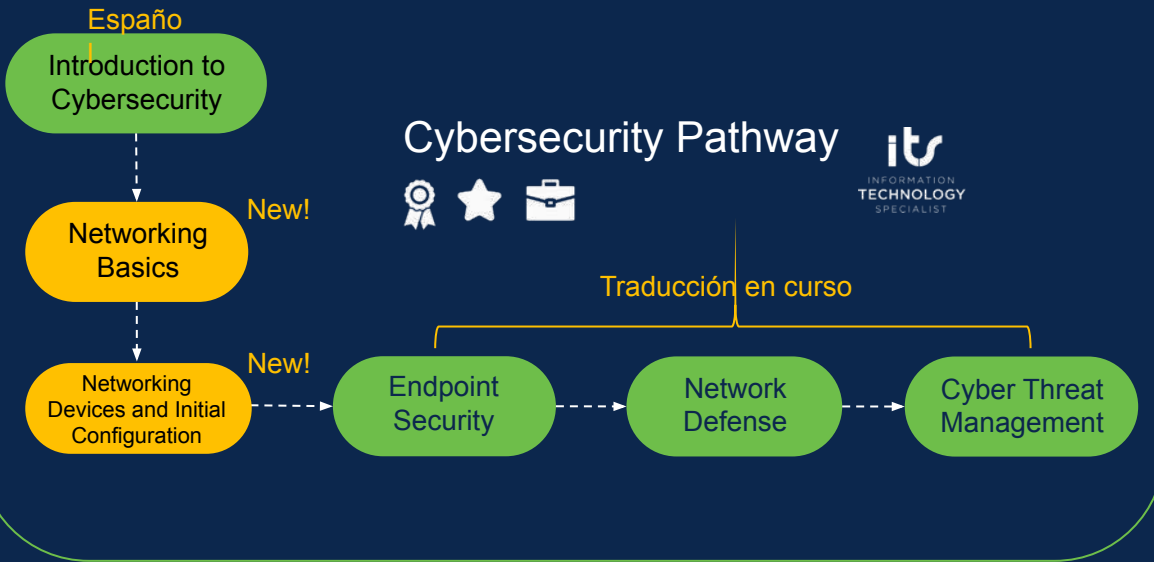 Españo
l
Introduction to
Cybersecurity
Cybersecurity Pathway
its
INFORMATION
TECHNOLOGY
SPECIALIST
New!
Networking
Basics
Traducción en curso
New!
Networking
Devices and Initial
Configuration
Endpoint
Security
Network
Defense
Cyber Threat
Management